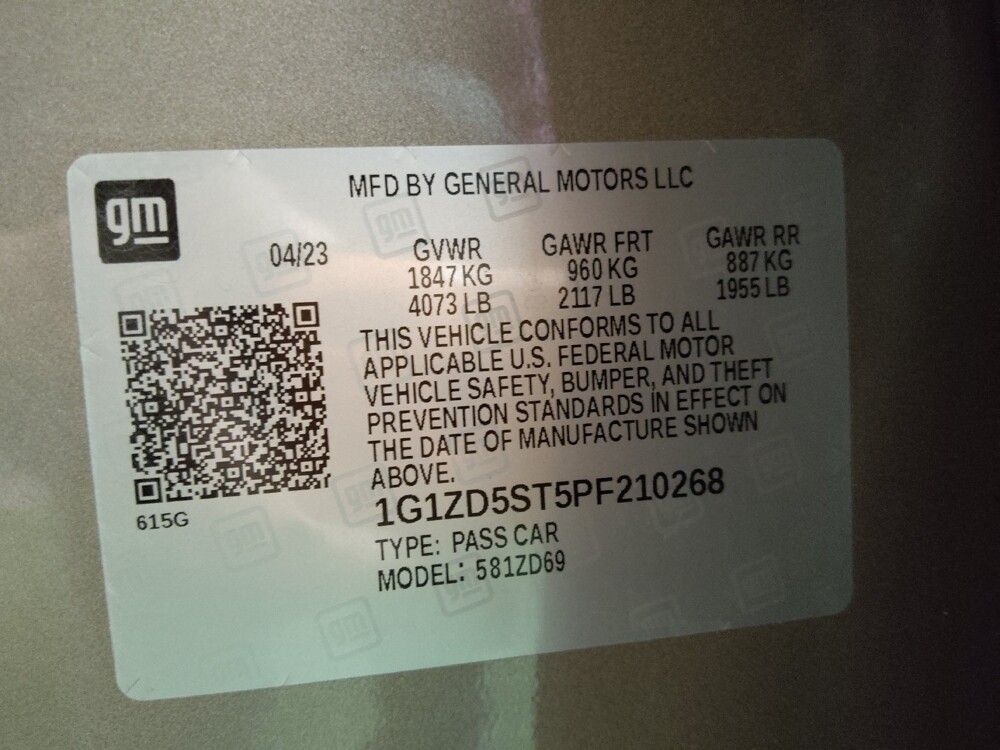 gm
MFD BY GENERAL MOTORS LLC
04/23
GVWR
1847 KG
4073 LB
GAWR FRT
960 KG
2117 LB
GAWR RR
887 KG
1955 LB
THIS VEHICLE CONFORMS TO ALL
APPLICABLE U.S. FEDERAL MOTOR
VEHICLE SAFETY, BUMPER, AND THEFT
PREVENTION STANDARDS IN EFFECT ON
THE DATE OF MANUFACTURE SHOWN
ABOVE.
1G1ZD5ST5PF210268
TYPE: PASS CAR
MODEL: 581ZD69
615G